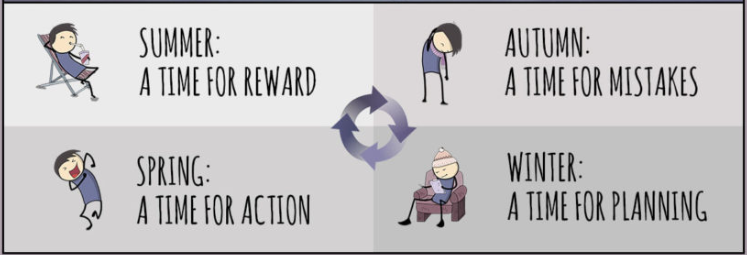 SUMMER:
A TIME FOR REWARD
AUTUMN:
A TIME FOR MISTAKES
SPRING:
A TIME FOR ACTION
WINTER:
A TIME FOR PLANNING